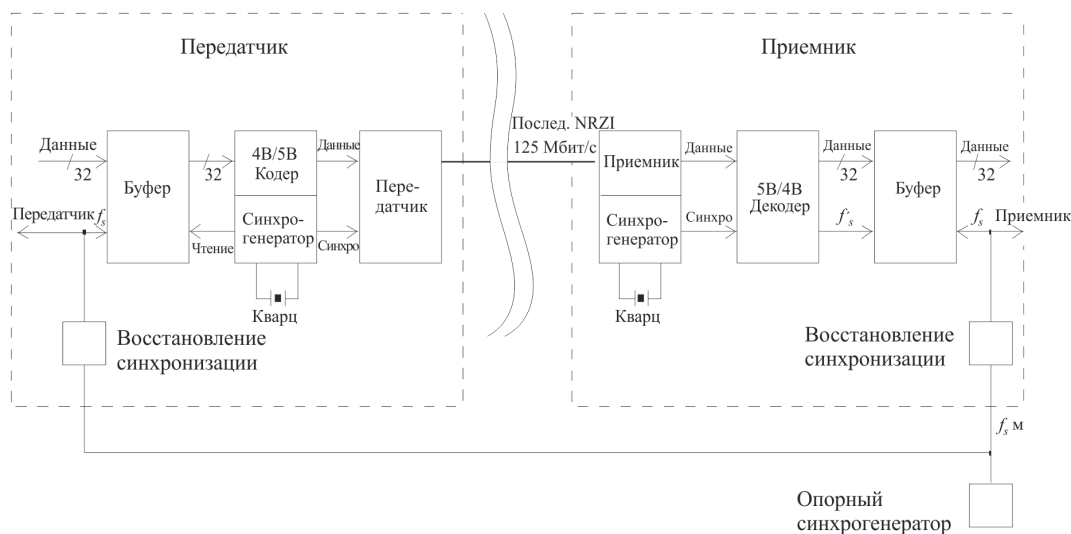 Передатчик
Приемник
Данные
32
Буфер
32
4B/5B
Кодер
Данные
Пере-
датчик
Передатчик fs
Чтение
Синхро-
генератор
Синхро
Кварц
Восстановление
синхронизации
Послед. NRZI
125 Мбит/с
Приемник
Данные
Синхро-
генератор
Синхро
Кварц
5B/4B
Декодер
Данные
32
f's
Буфер
Данные
32
fs Приемник
Восстановление
синхронизации
fs м
Опорный
синхрогенератор